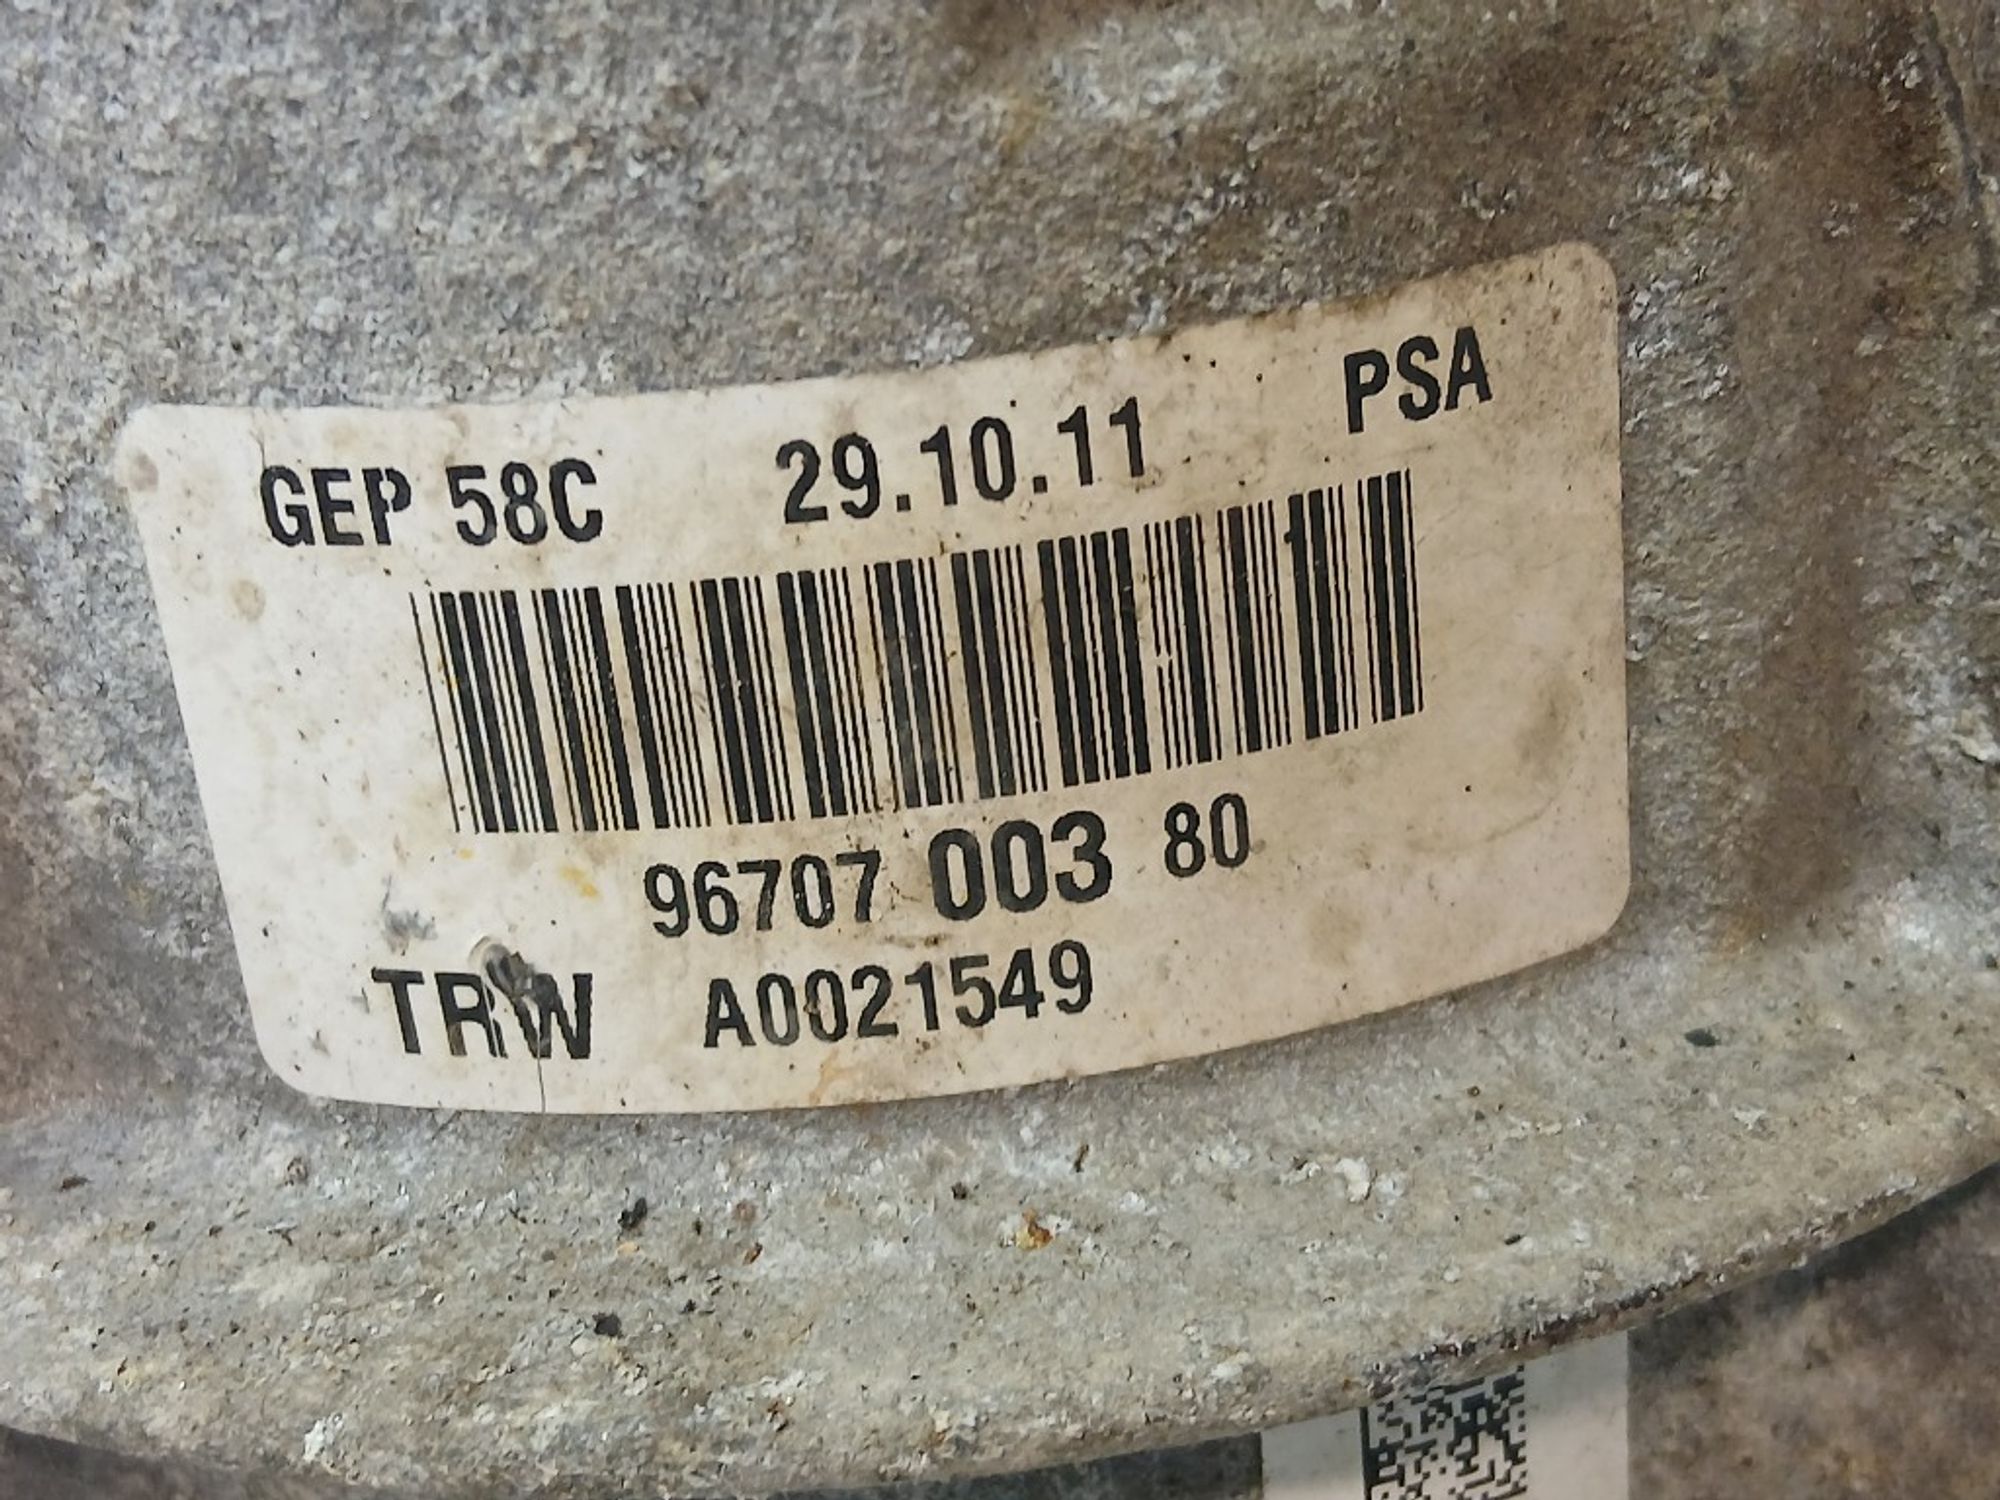 GEP 58C 29.10.11 PSA
96707 003 80
TRW A0021549